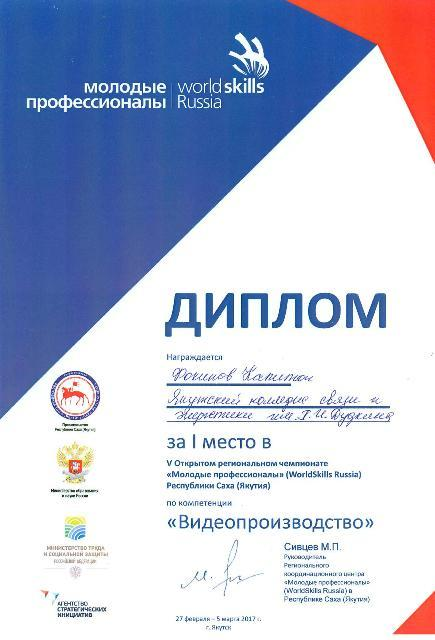 молодые
профессионалы
worldskills
Russia
ДИПЛОМ
Награждается
Капитон
Якутский колледж связи и
энергетики им. П.И.Дудкина
за I место в
V Открытом региональном чемпионате
«Молодые профессионалы» (WorldSkills Russia)
Республики Саха (Якутия)
по компетенции
«Видеопроизводство»
Правительство
Республики Саха (Якутия)
Министерство образования
и науки России
МИНИСТЕРСТВО ТРУДА
И СОЦИАЛЬНОЙ ЗАЩИТЫ
РОССИЙСКОЙ ФЕДЕРАЦИИ
АГЕНТСТВО
СТРАТЕГИЧЕСКИХ
ИНИЦИАТИВ
Сивцев М.П.
Руководитель
Регионального
координационного центра
«Молодые профессионалы»
(WorldSkills Russia) в
Республике Саха (Якутия)
27 февраля – 5 марта 2017 г.
г. Якутск